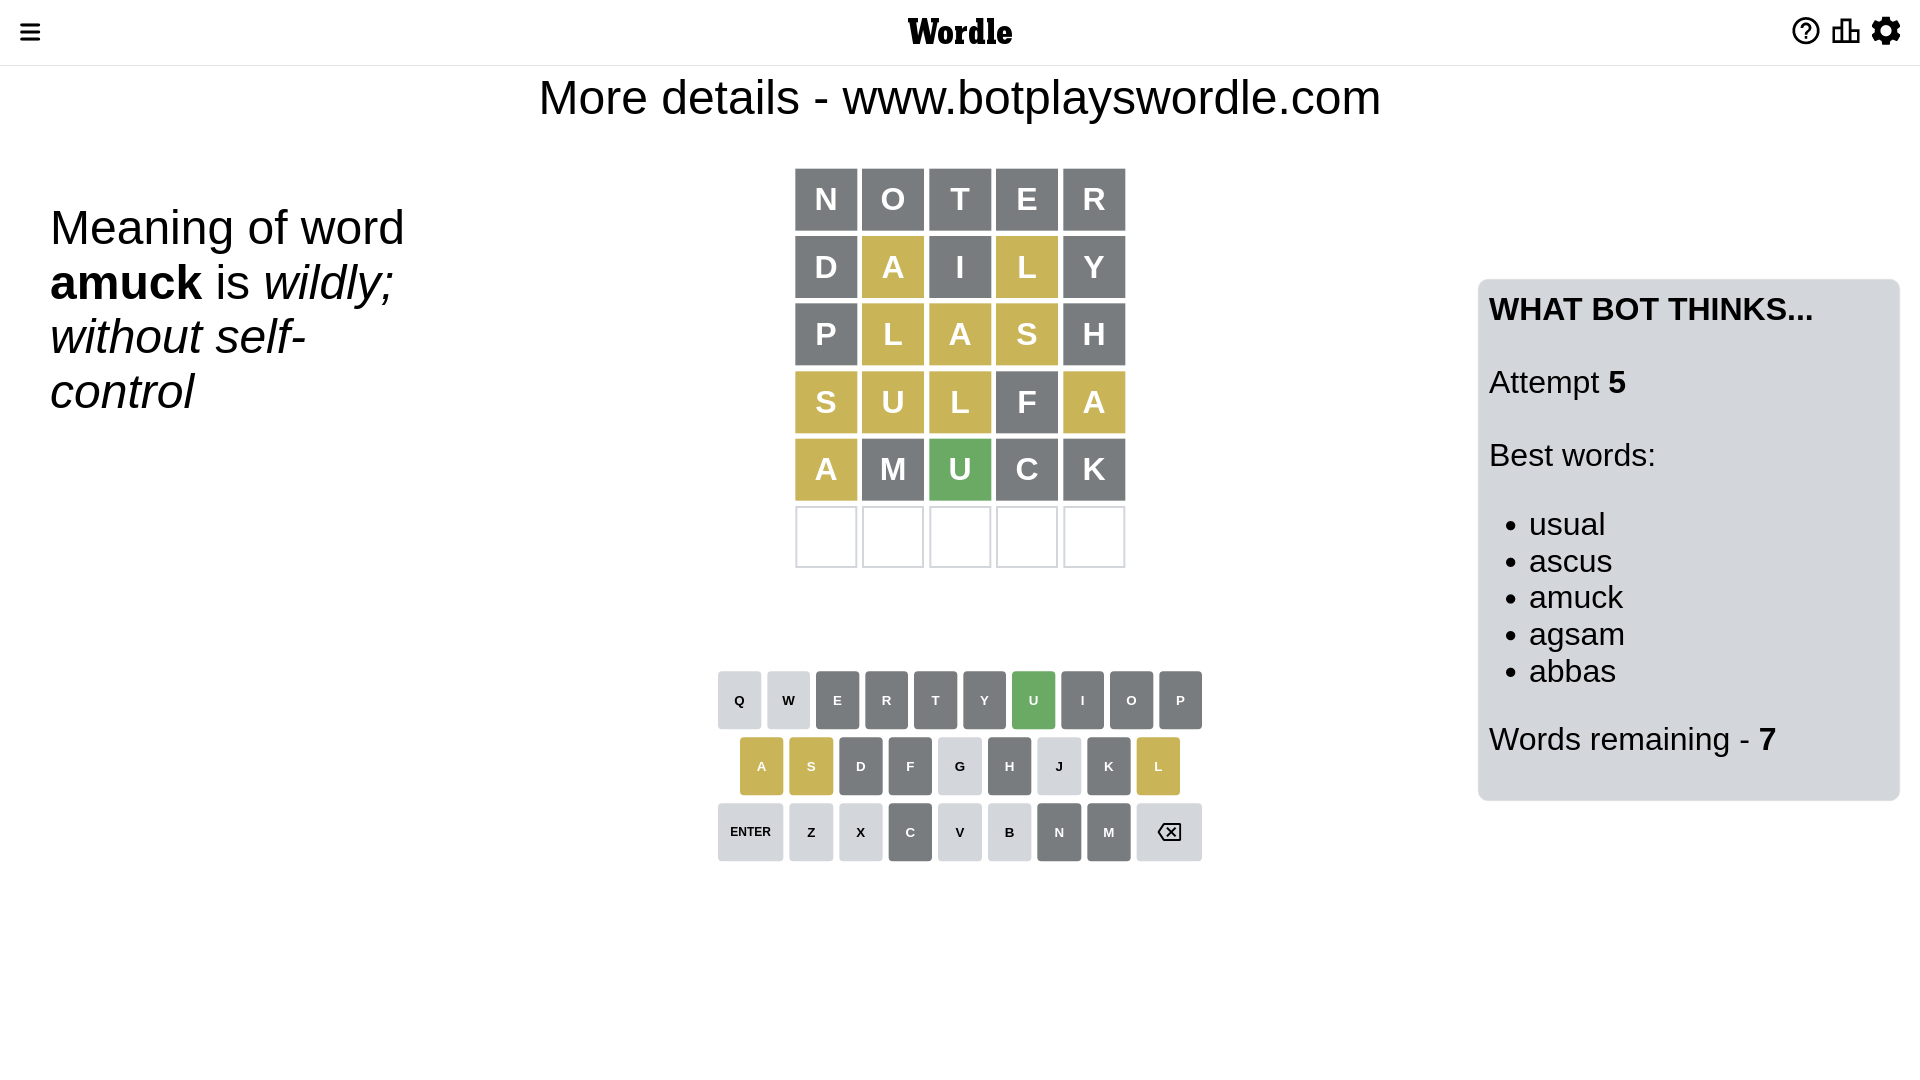 Wordle
More details - www.botplayswordle.com
Meaning of word
amuck is wildly;
without self-
control
N O T E R
D A I L Y
P L A S H
S U L F A
A M U C K
WHAT BOT THINKS...
Attempt 5
Best words:
• usual
• ascus
• amuck
• agsam
• abbas
Words remaining - 7
Q W E R T Y U I O P
A S D F G H J K L
ENTER Z X C V B N M